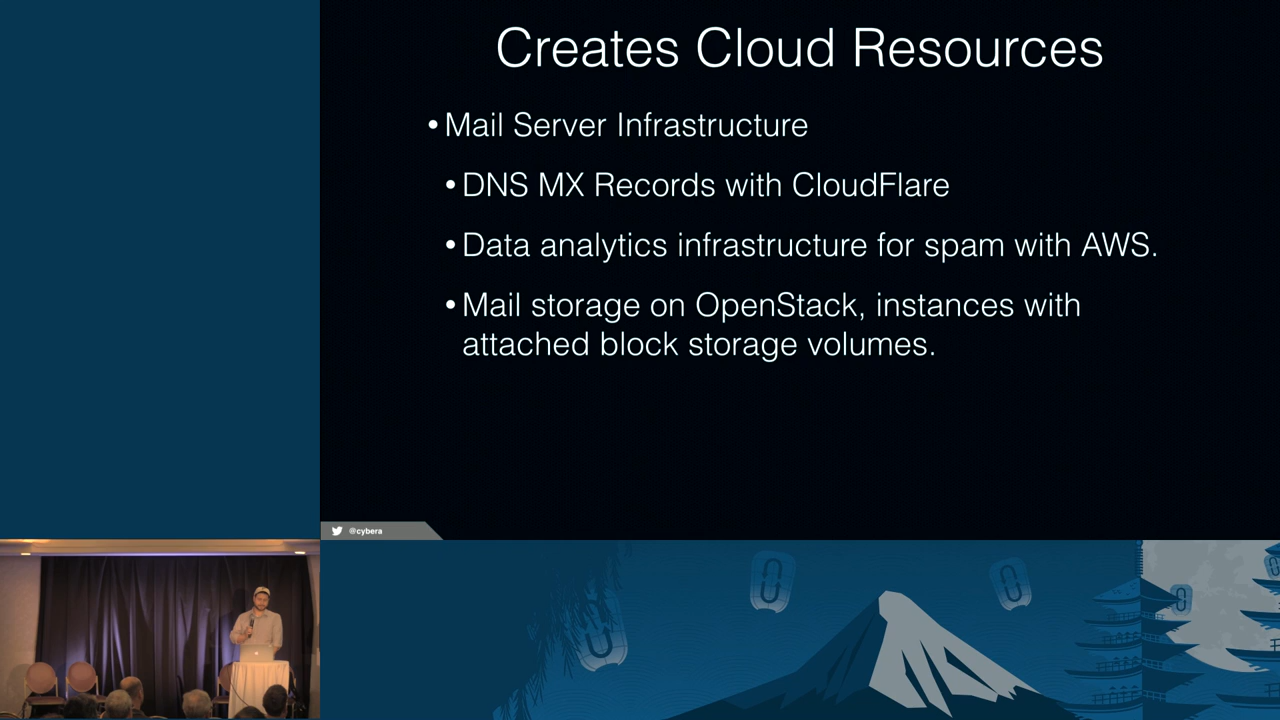 Creates Cloud Resources
• Mail Server Infrastructure
• DNS MX Records with CloudFlare
• Data analytics infrastructure for spam with AWS.
• Mail storage on OpenStack, instances with
attached block storage volumes.
@cybera